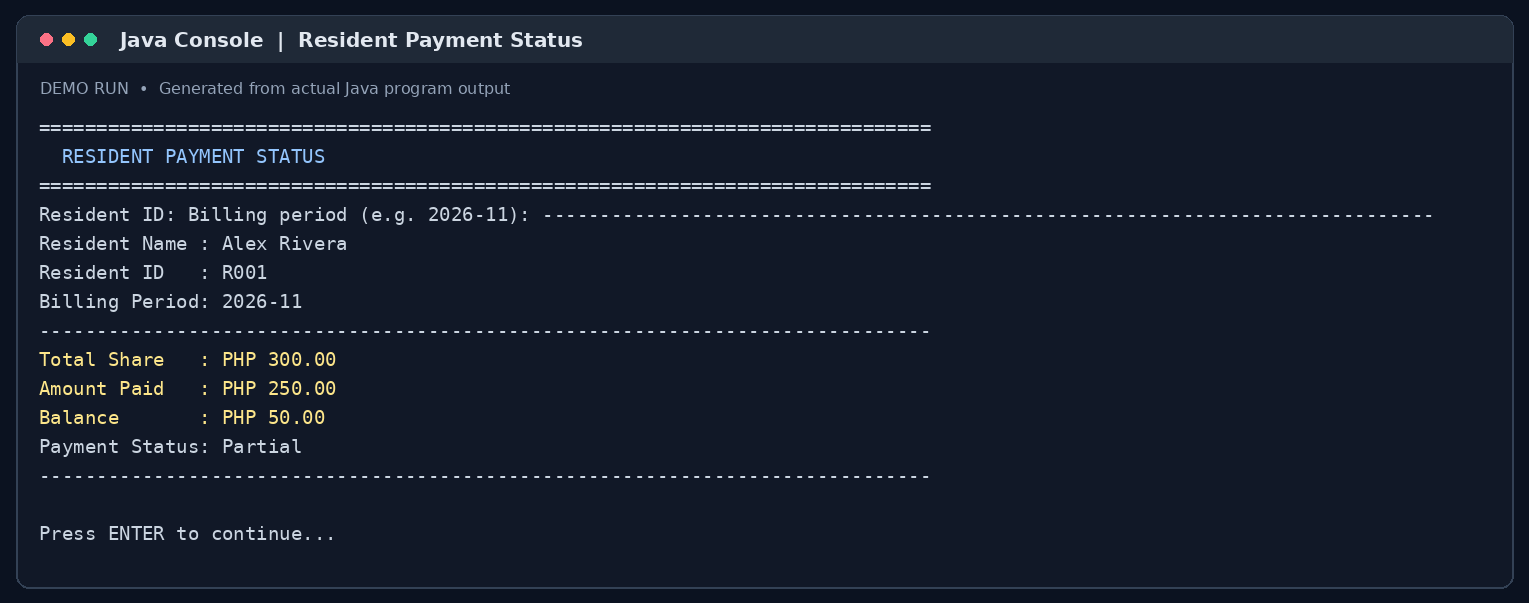 Java Console | Resident Payment Status
DEMO RUN • Generated from actual Java program output
==============================================================================
  RESIDENT PAYMENT STATUS
==============================================================================
Resident ID: Billing period (e.g. 2026-11): ------------------------------------------------------------------------------
Resident Name : Alex Rivera
Resident ID   : R001
Billing Period: 2026-11
------------------------------------------------------------------------------
Total Share   : PHP 300.00
Amount Paid   : PHP 250.00
Balance       : PHP 50.00
Payment Status: Partial
------------------------------------------------------------------------------
Press ENTER to continue...